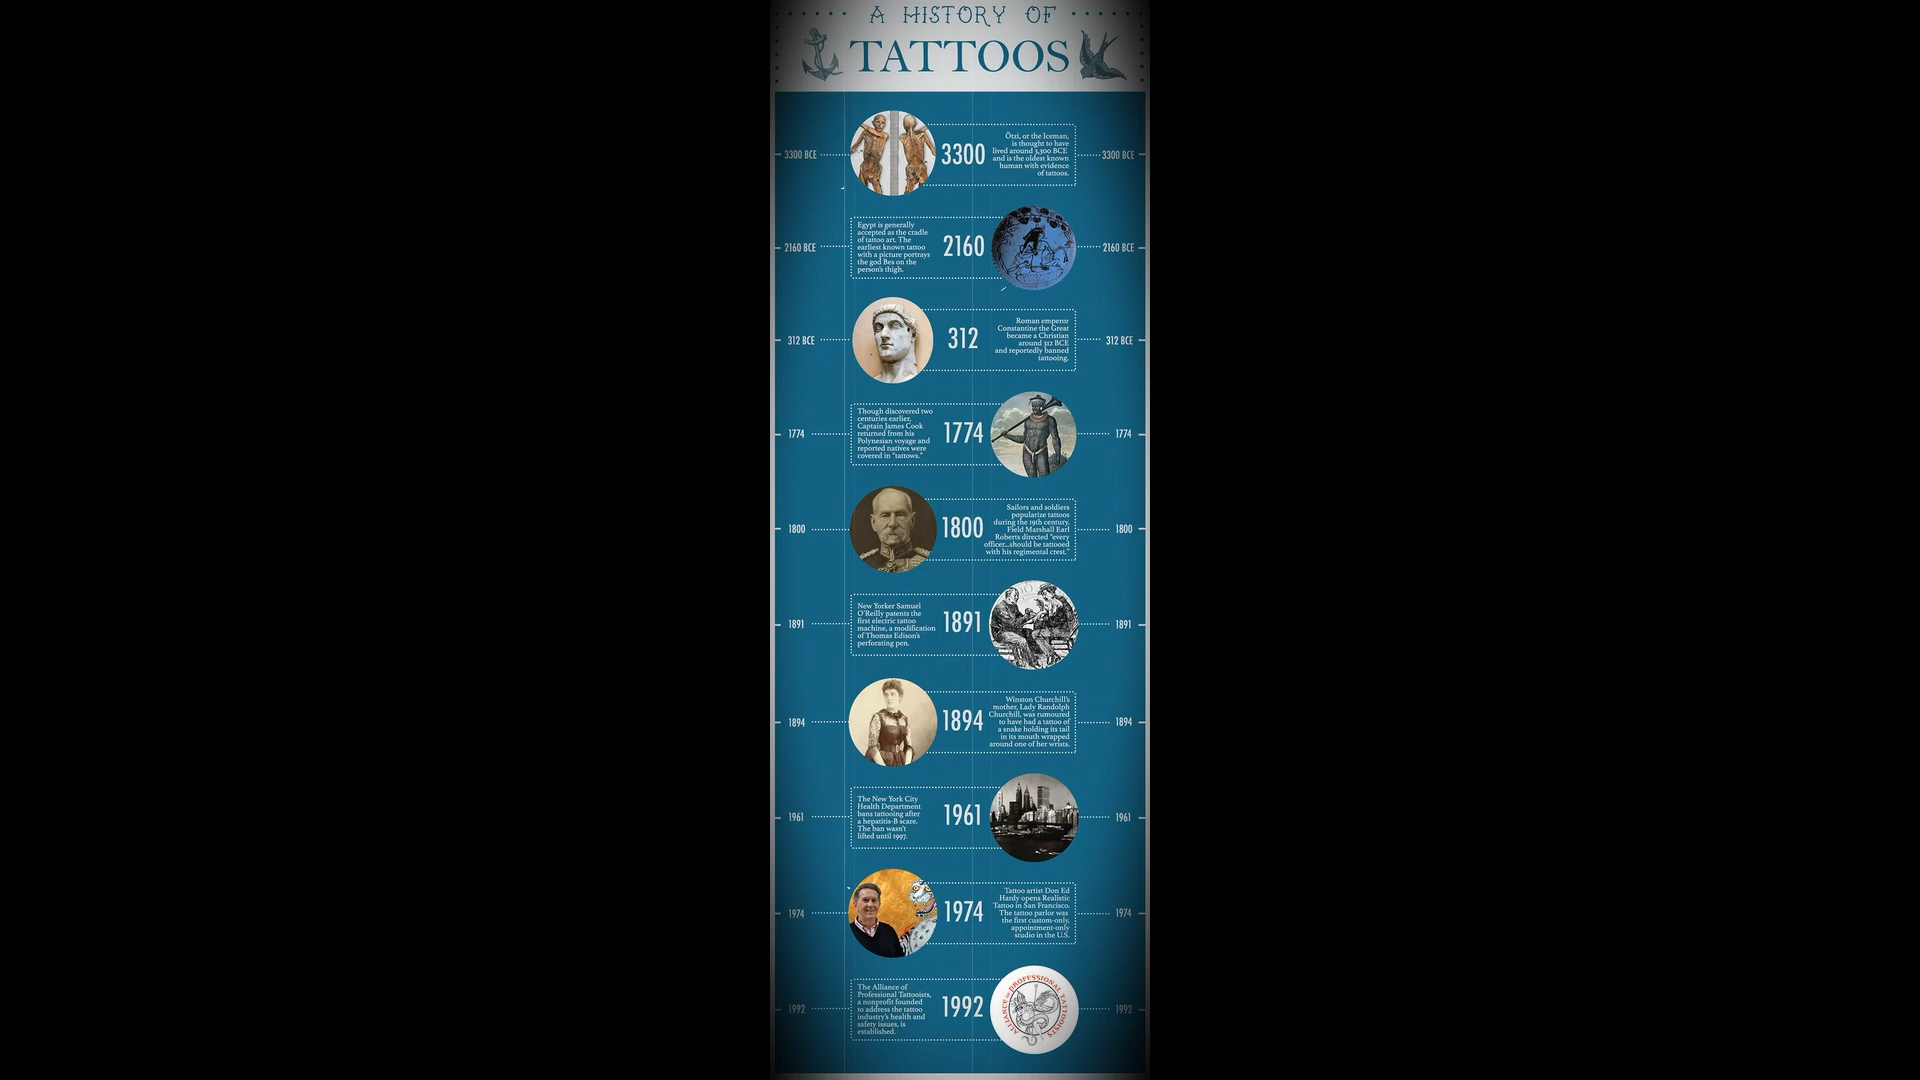 A HISTORY OF
TATTOOS
3300 BCE
3300
Ötzi, or the Iceman,
is thought to have
lived around 3,300 BCE
and is the oldest known
human with evidence
of tattoos.
3300 BCE
2160 BCE
Egypt is generally
accepted as the cradle
of tattoo art. The
earliest known tattoo
with a picture portrays
the god Bes on the
person's thigh.
2160
2160 BCE
312 BCE
312
Roman emperor
Constantine the Great
became a Christian
around 312 BCE
and reportedly banned
tattooing.
312 BCE
1774
Though discovered two
centuries earlier,
Captain James Cook
returned from his
Polynesian voyage and
reported natives were
covered in "tattows."
1774
1774
1800
1800
Sailors and soldiers
popularize tattoos
during the 19th century.
Field Marshall Earl
Roberts directed "every
officer...should be tattooed
with his regimental crest."
1800
1891
New Yorker Samuel
O'Reilly patents the
first electric tattoo
machine, a modification
of Thomas Edison's
perforating pen.
1891
1891
1894
1894
Winston Churchill's
mother, Lady Randolph
Churchill, was rumoured
to have had a tattoo of
a snake holding its tail
in its mouth wrapped
around one of her wrists.
1894
1961
The New York City
Health Department
bans tattooing after
a hepatitis-B scare.
The ban wasn't
lifted until 1997.
1961
1961
1974
1974
Tattoo artist Don Ed
Hardy opens Realistic
Tattoo in San Francisco.
The tattoo parlor was
the first custom-only,
appointment-only
studio in the U.S.
1974
1992
The Alliance of
Professional Tattooists,
a nonprofit founded
to address the tattoo
industry's health and
safety issues, is
established.
1992
ALLIANCE of PROFESSIONAL TATTOOISTS
1992